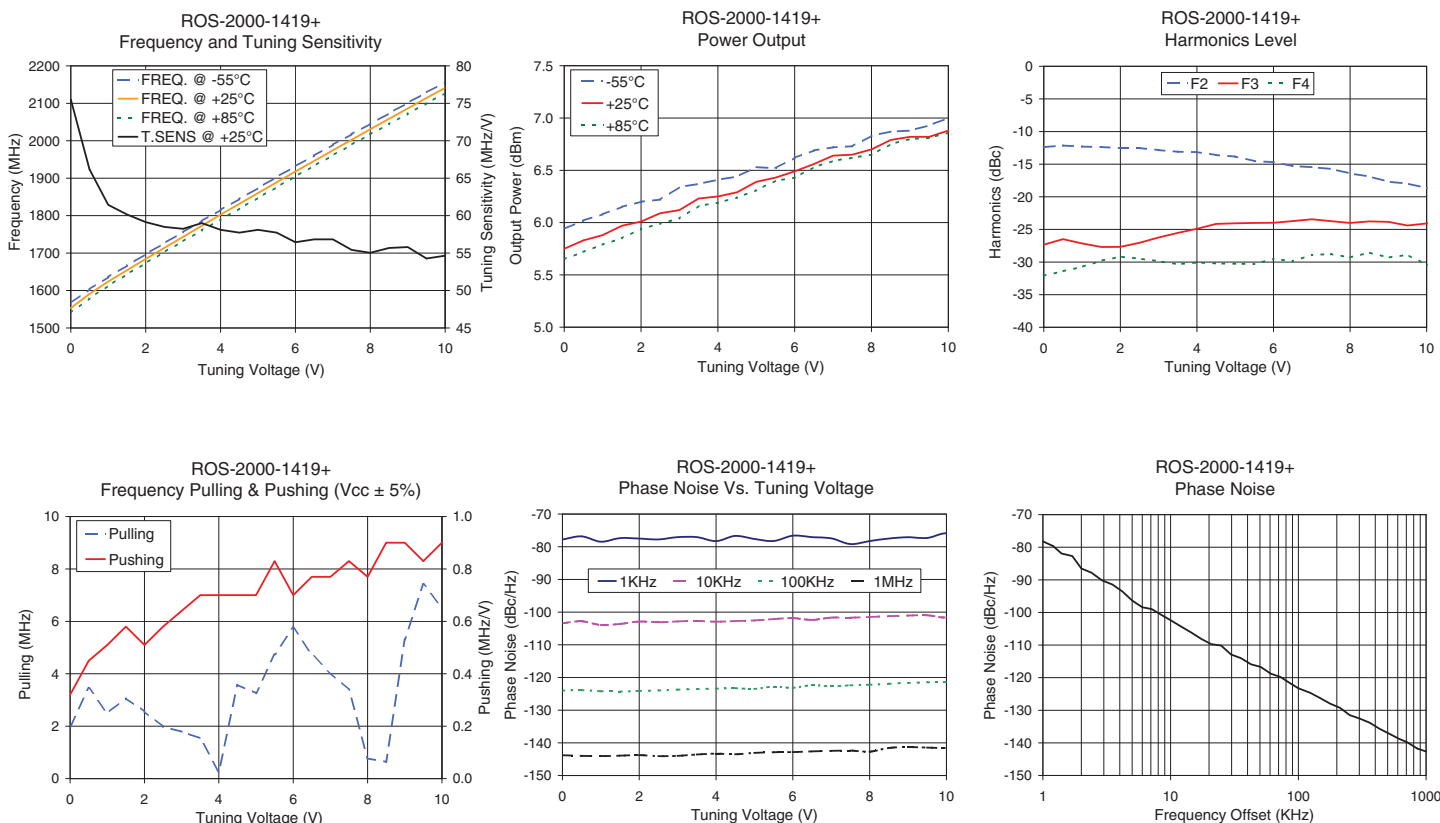 ROS-2000-1419+
Frequency and Tuning Sensitivity
2200
2100
2000
1900
1800
1700
1600
1500
80
75
70
65
60
55
50
45
FREQ. @ -55°C
FREQ. @ +25°C
FREQ. @ +85°C
T.SENS @ +25°C
Frequency (MHz)
Tuning Sensitivity (MHz/V)
0 2 4 6 8 10
Tuning Voltage (V)
ROS-2000-1419+
Power Output
7.5
7.0
6.5
6.0
5.5
5.0
-55°C
+25°C
+85°C
Output Power (dBm)
0 2 4 6 8 10
Tuning Voltage (V)
ROS-2000-1419+
Harmonics Level
0
-5
-10
-15
-20
-25
-30
-35
-40
F2 F3 F4
Harmonics (dBc)
0 2 4 6 8 10
Tuning Voltage (V)
ROS-2000-1419+
Frequency Pulling & Pushing (Vcc ± 5%)
10
8
6
4
2
0
1.0
0.8
0.6
0.4
0.2
0.0
Pulling
Pushing
Pulling (MHz)
Pushing (MHz/V)
0 2 4 6 8 10
Tuning Voltage (V)
ROS-2000-1419+
Phase Noise Vs. Tuning Voltage
-70
-80
-90
-100
-110
-120
-130
-140
-150
1KHz 10KHz 100KHz 1MHz
Phase Noise (dBc/Hz)
0 2 4 6 8 10
Tuning Voltage (V)
ROS-2000-1419+
Phase Noise
-70
-80
-90
-100
-110
-120
-130
-140
-150
Phase Noise (dBc/Hz)
1 10 100 1000
Frequency Offset (KHz)